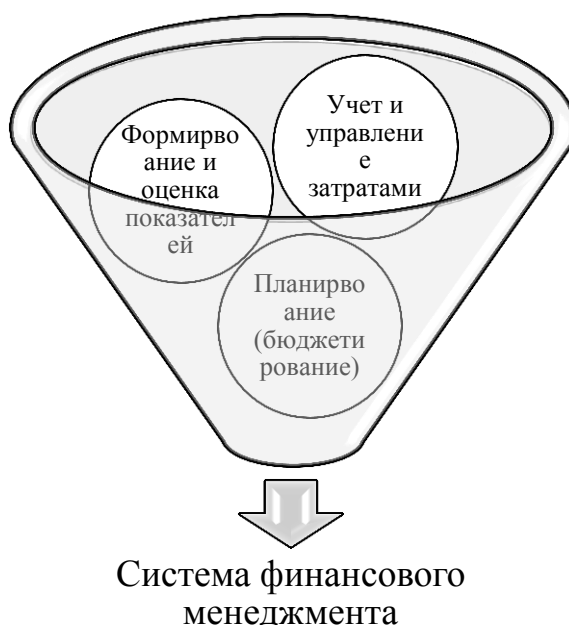 Формирво
ание и
оценка
показател
ей
Учет и
управлени
е
затратами
Планирво
ание
(бюджети
рование)
Система финансового
менеджмента